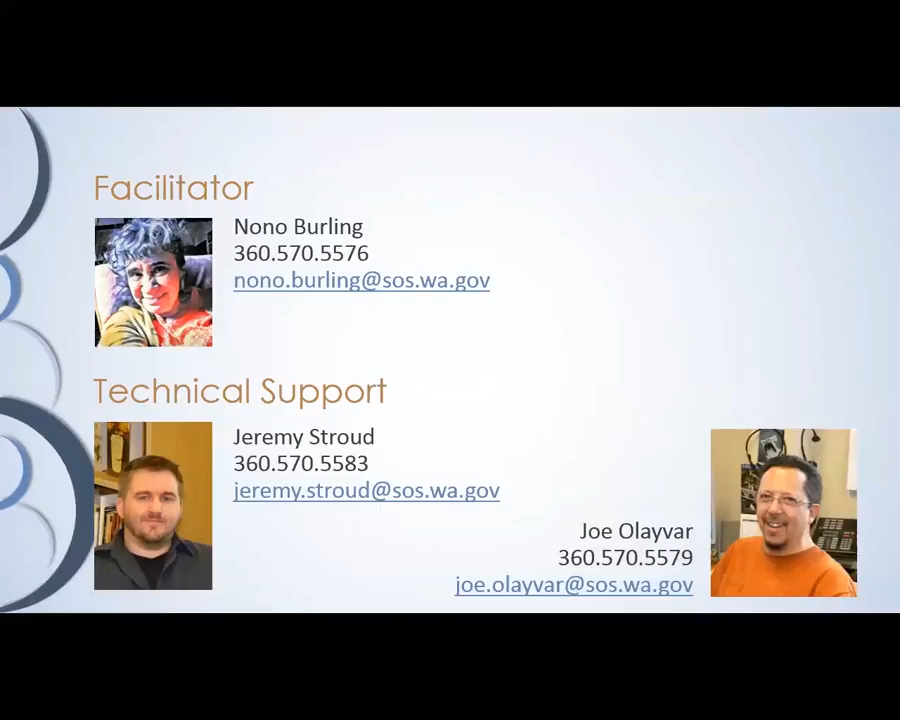 Facilitator
Nono Burling
360.570.5576
nono.burling@sos.wa.gov
Technical Support
Jeremy Stroud
360.570.5583
jeremy.stroud@sos.wa.gov
Joe Olayvar
360.570.5579
joe.olayvar@sos.wa.gov